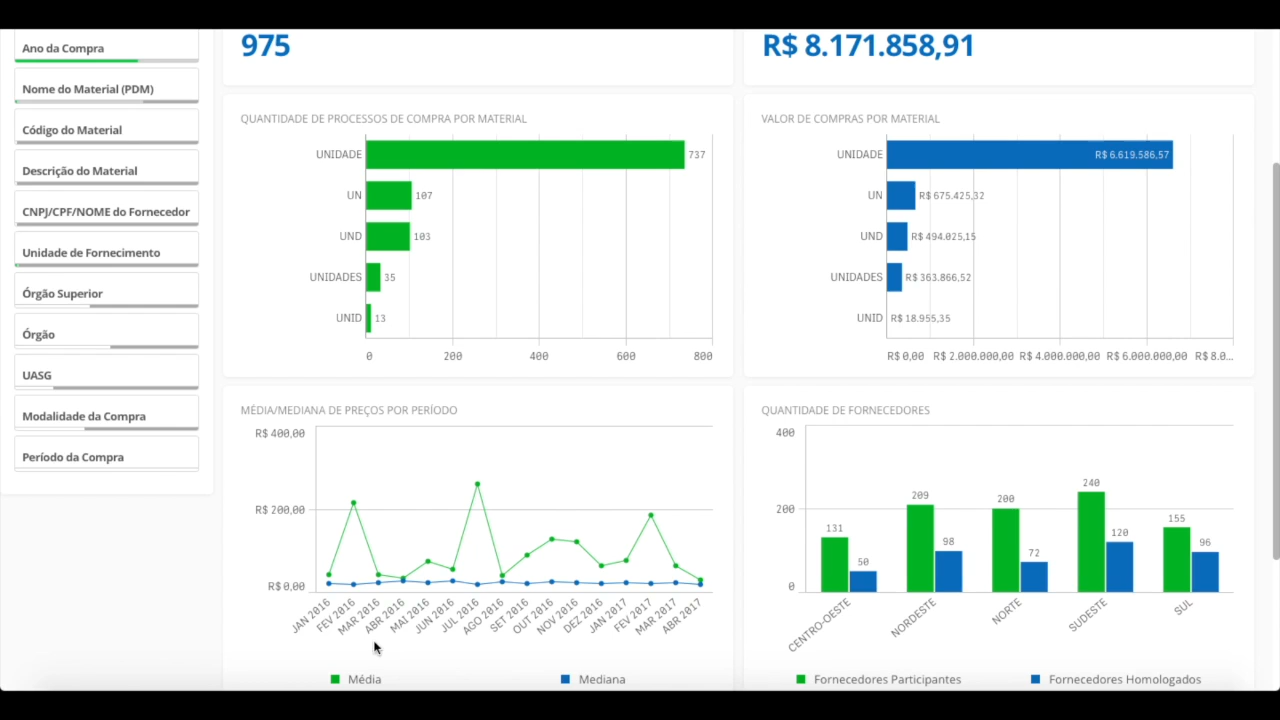 Ano da Compra
Nome do Material (PDM)
Código do Material
Descrição do Material
CNPJ/CPF/NOME do Fornecedor
Unidade de Fornecimento
Órgão Superior
Órgão
UASG
Modalidade da Compra
Período da Compra
975
R$ 8.171.858,91
QUANTIDADE DE PROCESSOS DE COMPRA POR MATERIAL
UNIDADE 737
UN 107
UND 103
UNIDADES 35
UNID 13
0 200 400 600 800
VALOR DE COMPRAS POR MATERIAL
UNIDADE R$ 6.619.586,57
UN R$ 675.425,32
UND R$ 494.025,15
UNIDADES R$ 363.866,52
UNID R$ 18.955,35
R$ 0,00 R$ 2.000.000,00 R$ 4.000.000,00 R$ 6.000.000,00 R$ 8.0...
MÉDIA/MEDIANA DE PREÇOS POR PERÍODO
R$ 400,00
R$ 200,00
R$ 0,00
JAN 2016 FEV 2016 MAR 2016 ABR 2016 MAI 2016 JUN 2016 JUL 2016 AGO 2016 SET 2016 OUT 2016 NOV 2016 DEZ 2016 JAN 2017 FEV 2017 MAR 2017 ABR 2017
Média Mediana
QUANTIDADE DE FORNECEDORES
400
200
0
131 50 209 98 200 72 240 120 155 96
CENTRO-OESTE NORDESTE NORTE SUDESTE SUL
Fornecedores Participantes Fornecedores Homologados